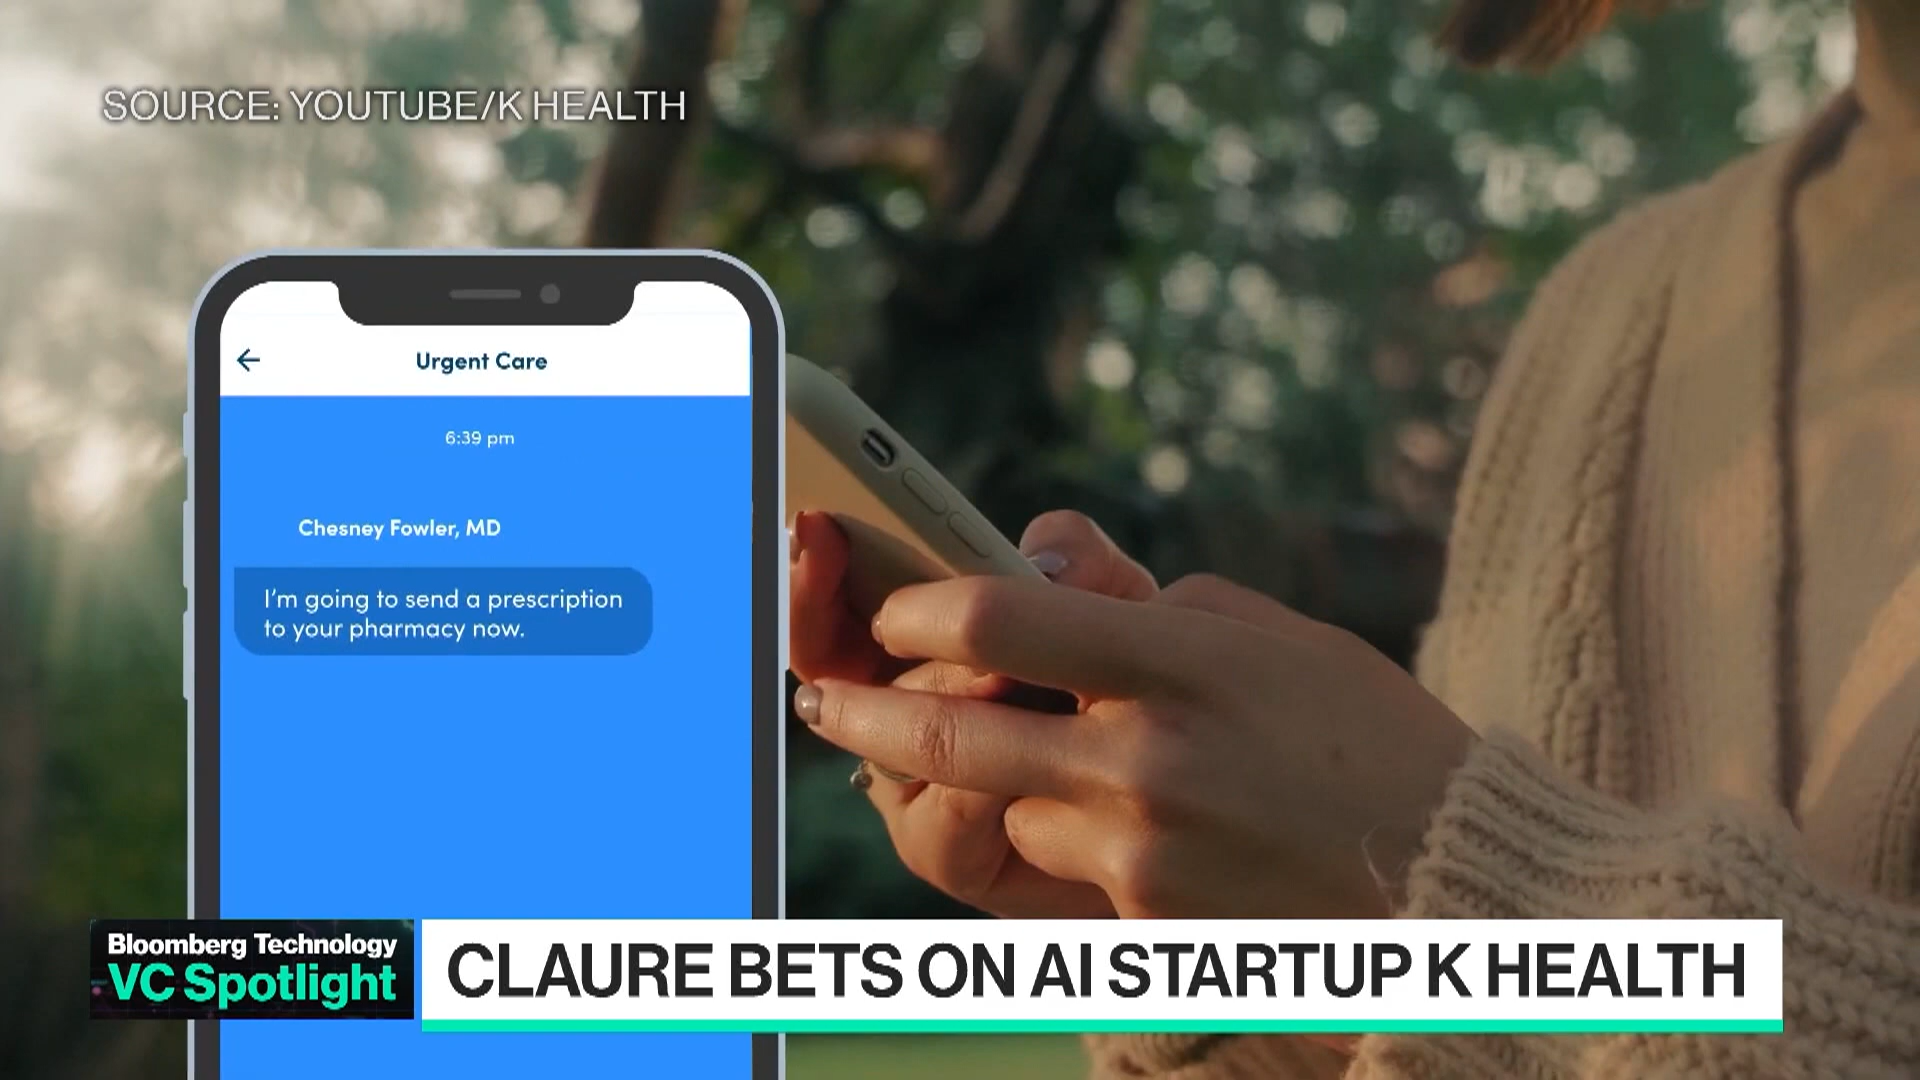 SOURCE: YOUTUBE/K HEALTH
Urgent Care
6:39 pm
Chesney Fowler, MD
I'm going to send a prescription
to your pharmacy now.
Bloomberg Technology
VC Spotlight
CLAURE BETS ON AI STARTUP K HEALTH